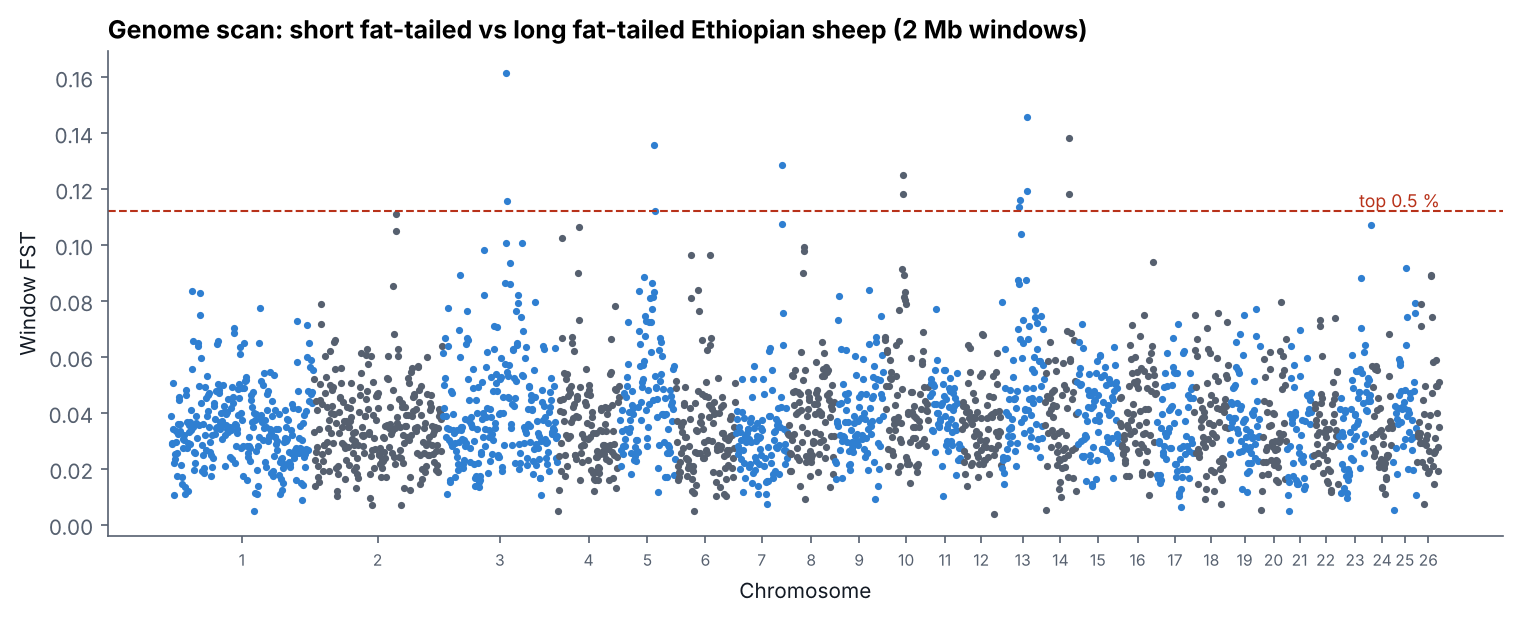 Genome scan: short fat-tailed vs long fat-tailed Ethiopian sheep (2 Mb windows)
Window FST
0.16
0.14
0.12
0.10
0.08
0.06
0.04
0.02
0.00
top 0.5 %
1 2 3 4 5 6 7 8 9 10 11 12 13 14 15 16 17 18 19 20 21 22 23 24 25 26
Chromosome